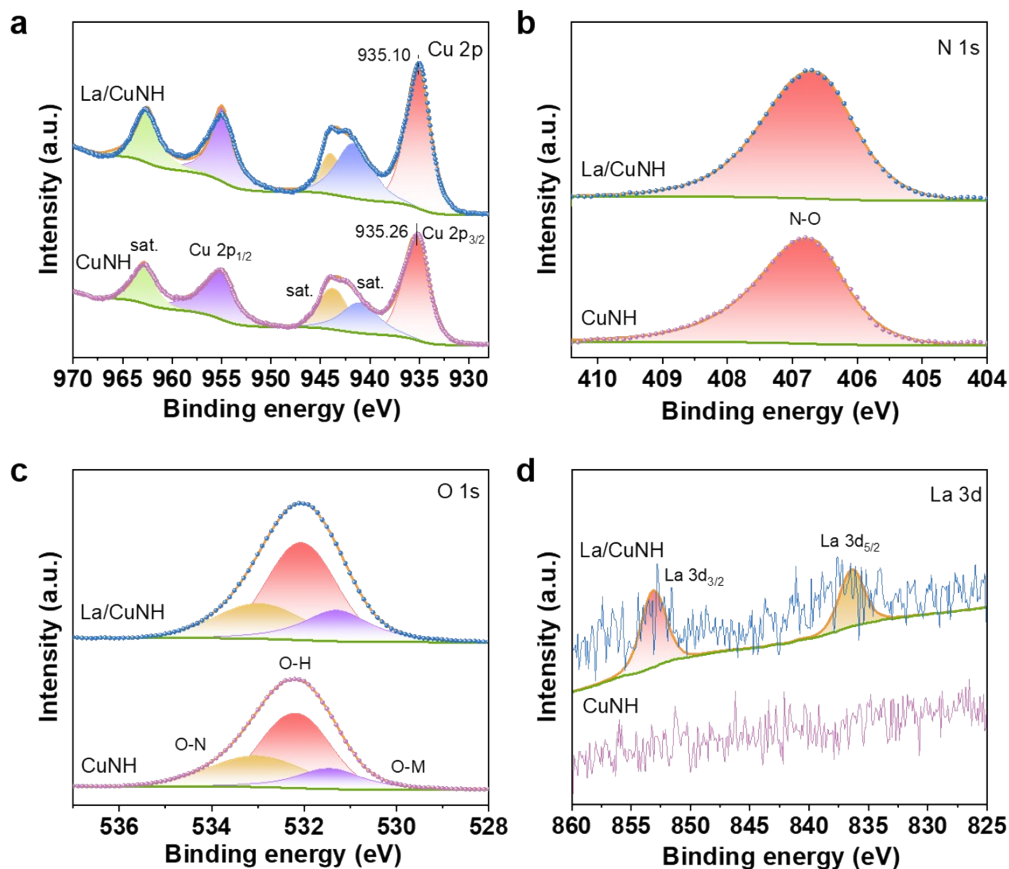 a
935.10
Cu 2p
La/CuNH
935.26
Cu 2p3/2
CuNH
sat.
Cu 2p1/2
sat.
sat.
970 965 960 955 950 945 940 935 930
Binding energy (eV)
Intensity (a.u.)
b
N 1s
La/CuNH
N-O
CuNH
410 409 408 407 406 405 404
Binding energy (eV)
Intensity (a.u.)
c
O 1s
La/CuNH
O-H
O-N
O-M
CuNH
536 534 532 530 528
Binding energy (eV)
Intensity (a.u.)
d
La 3d
La/CuNH
La 3d5/2
La 3d3/2
CuNH
860 855 850 845 840 835 830 825
Binding energy (eV)
Intensity (a.u.)